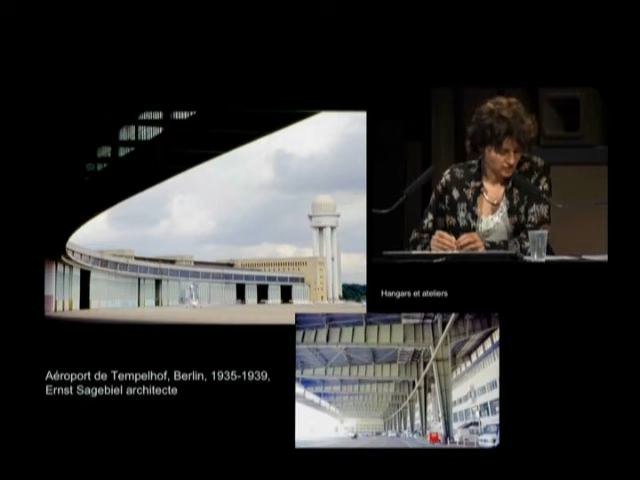 Hangars et ateliers
Aéroport de Tempelhof, Berlin, 1935-1939,
Ernst Sagebiel architecte